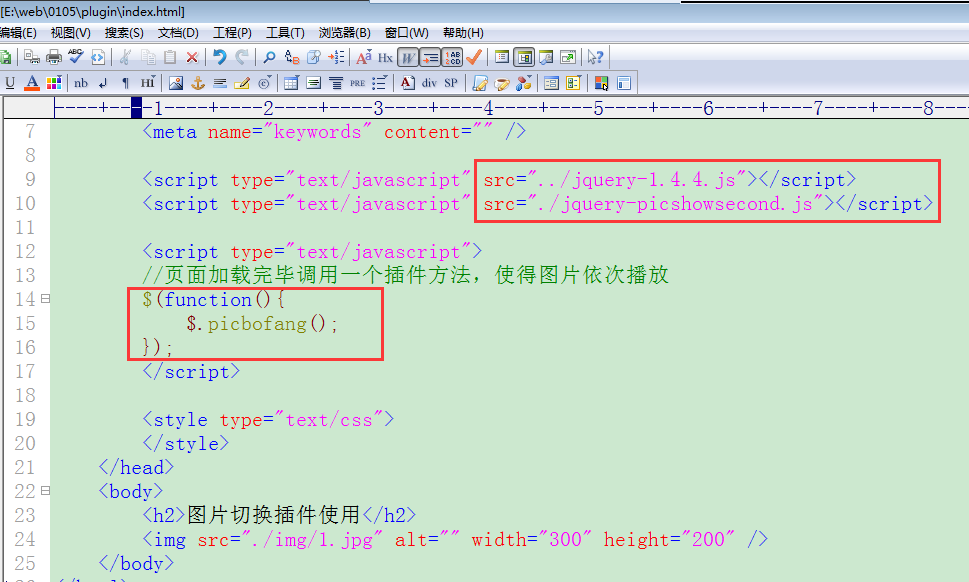 [E:\web\0105\plugin\index.html]
编辑(E) 视图(V) 搜索(S) 文档(D) 工程(P) 工具(T) 浏览器(B) 窗口(W) 帮助(H)
U A nb ¶ HI PRE A div SP
1 2 3 4 5 6 7 8
7 <meta name="keywords" content="" />
8
9 <script type="text/javascript" src="../jquery-1.4.4.js"></script>
10 <script type="text/javascript" src="./jquery-picshowsecond.js"></script>
11
12 <script type="text/javascript">
13 //页面加载完毕调用一个插件方法，使得图片依次播放
14 $(function(){
15 $.picbofang();
16 });
17 </script>
18
19 <style type="text/css">
20 </style>
21 </head>
22 <body>
23 <h2>图片切换插件使用</h2>
24 <img src="./img/1.jpg" alt="" width="300" height="200" />
25 </body>